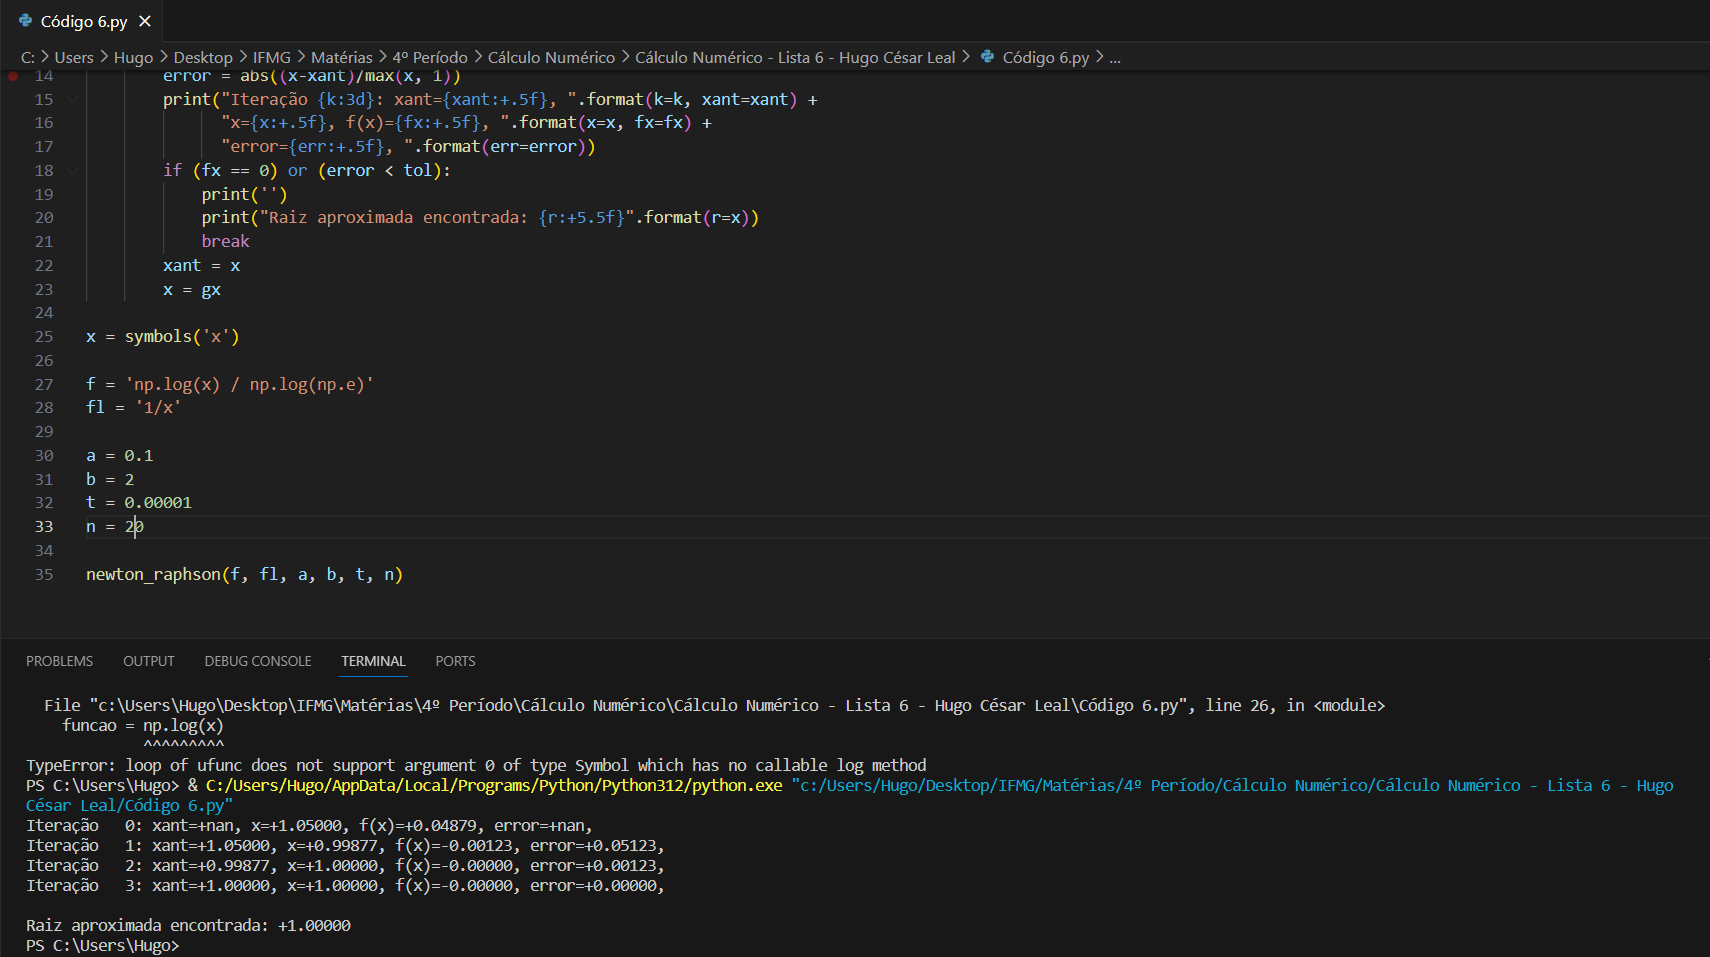 Código 6.py
C: > Users > Hugo > Desktop > IFMG > Matérias > 4º Período > Cálculo Numérico > Cálculo Numérico - Lista 6 - Hugo César Leal > Código 6.py > ...
14 error = abs((x-xant)/max(x, 1))
15 print("Iteração {k:3d}: xant={xant:+.5f}, ".format(k=k, xant=xant) +
16 "x={x:+.5f}, f(x)={fx:+.5f}, ".format(x=x, fx=fx) +
17 "error={err:+.5f}, ".format(err=error))
18 if (fx == 0) or (error < tol):
19 print('')
20 print("Raiz aproximada encontrada: {r:+5.5f}".format(r=x))
21 break
22 xant = x
23 x = gx
24
25 x = symbols('x')
26
27 f = 'np.log(x) / np.log(np.e)'
28 fl = '1/x'
29
30 a = 0.1
31 b = 2
32 t = 0.00001
33 n = 20
34
35 newton_raphson(f, fl, a, b, t, n)
PROBLEMS OUTPUT DEBUG CONSOLE TERMINAL PORTS
File "c:\Users\Hugo\Desktop\IFMG\Matérias\4º Período\Cálculo Numérico\Cálculo Numérico - Lista 6 - Hugo César Leal\Código 6.py", line 26, in <module>
funcao = np.log(x)
^^^^^^^^^
TypeError: loop of ufunc does not support argument 0 of type Symbol which has no callable log method
PS C:\Users\Hugo> & C:/Users/Hugo/AppData/Local/Programs/Python/Python312/python.exe "c:/Users/Hugo/Desktop/IFMG/Matérias/4º Período/Cálculo Numérico/Cálculo Numérico - Lista 6 - Hugo
César Leal/Código 6.py"
Iteração   0: xant=+nan, x=+1.05000, f(x)=+0.04879, error=+nan,
Iteração   1: xant=+1.05000, x=+0.99877, f(x)=-0.00123, error=+0.05123,
Iteração   2: xant=+0.99877, x=+1.00000, f(x)=-0.00000, error=+0.00123,
Iteração   3: xant=+1.00000, x=+1.00000, f(x)=-0.00000, error=+0.00000,
Raiz aproximada encontrada: +1.00000
PS C:\Users\Hugo>